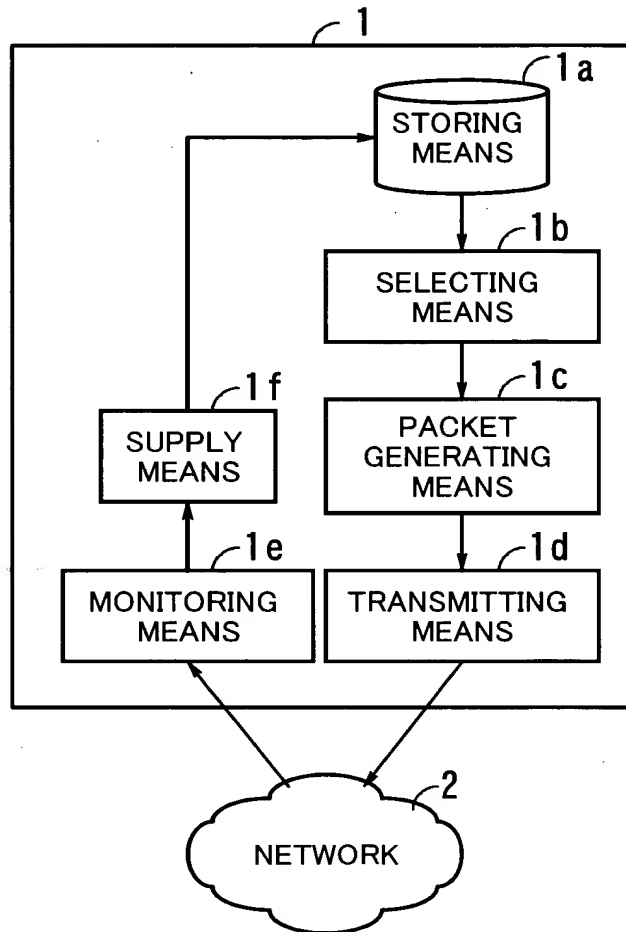 1
1a
STORING
MEANS
1b
SELECTING
MEANS
1c
PACKET
GENERATING
MEANS
1f
SUPPLY
MEANS
1e
MONITORING
MEANS
1d
TRANSMITTING
MEANS
2
NETWORK